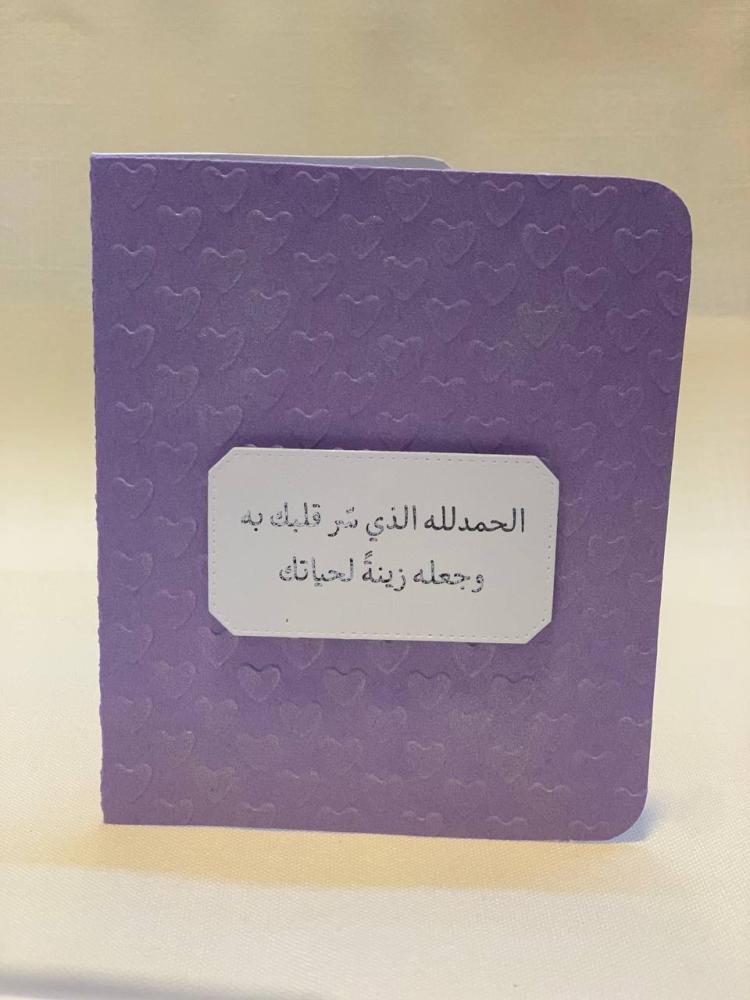 الحمدلله الذي سّر قلبك به
وجعله زينةً لحياتك